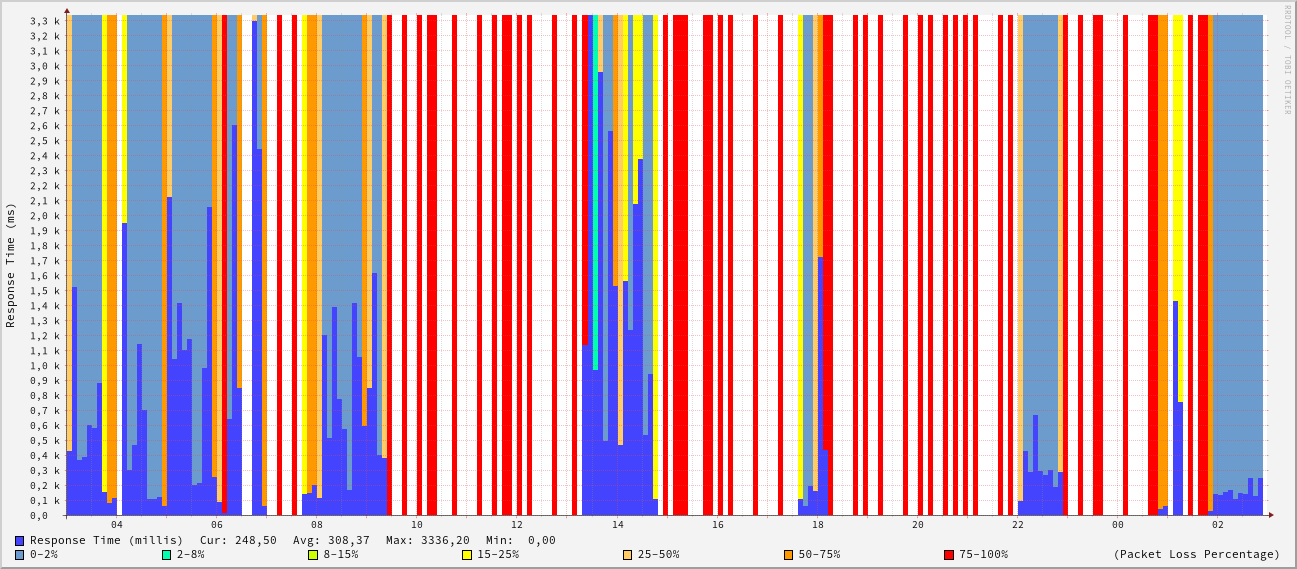 RRDTOOL / TOBI OETIKER
Response Time (ms)
3,3 k
3,2 k
3,1 k
3,0 k
2,9 k
2,8 k
2,7 k
2,6 k
2,5 k
2,4 k
2,3 k
2,2 k
2,1 k
2,0 k
1,9 k
1,8 k
1,7 k
1,6 k
1,5 k
1,4 k
1,3 k
1,2 k
1,1 k
1,0 k
0,9 k
0,8 k
0,7 k
0,6 k
0,5 k
0,4 k
0,3 k
0,2 k
0,1 k
0,0
04 06 08 10 12 14 16 18 20 22 00 02
Response Time (millis) Cur: 248,50 Avg: 308,37 Max: 3336,20 Min: 0,00
0-2% 2-8% 8-15% 15-25% 25-50% 50-75% 75-100% (Packet Loss Percentage)